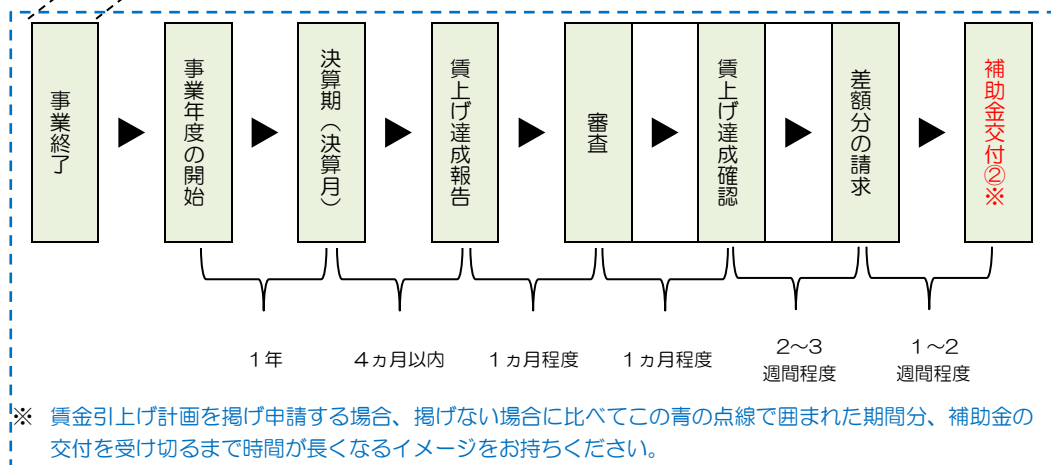 事業終了
事業年度の開始
決算期（決算月）
賃上げ達成報告
審査
賃上げ達成確認
差額分の請求
補助金交付②※
１年
４ヵ月以内
１ヵ月程度
１ヵ月程度
２～３
週間程度
１～２
週間程度
※ 賃金引上げ計画を掲げ申請する場合、掲げない場合に比べてこの青の点線で囲まれた期間分、補助金の
交付を受け切るまで時間が長くなるイメージをお持ちください。